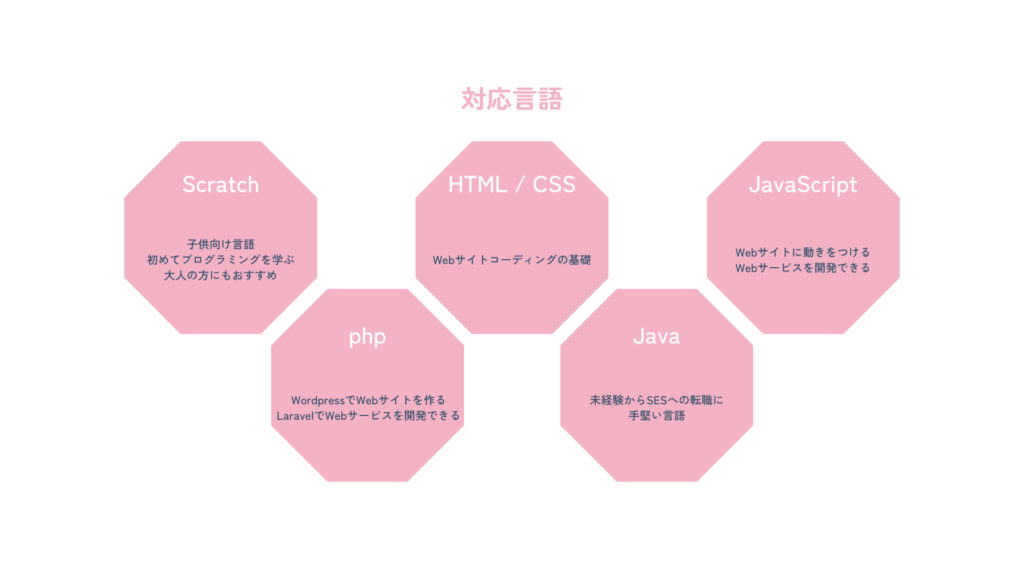 対応言語
Scratch
子供向け言語
初めてプログラミングを学ぶ
大人の方にもおすすめ
HTML / CSS
Webサイトコーディングの基礎
JavaScript
Webサイトに動きをつける
Webサービスを開発できる
php
WordpressでWebサイトを作る
LaravelでWebサービスを開発できる
Java
未経験からSESへの転職に
手堅い言語